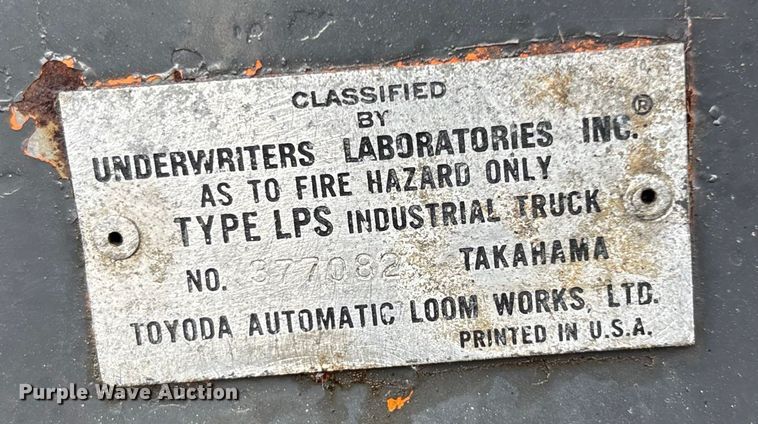 CLASSIFIED
BY
UNDERWRITERS LABORATORIES INC.®
AS TO FIRE HAZARD ONLY
TYPE LPS INDUSTRIAL TRUCK
NO. 377082 TAKAHAMA
TOYODA AUTOMATIC LOOM WORKS, LTD.
PRINTED IN U.S.A.
Purple Wave Auction